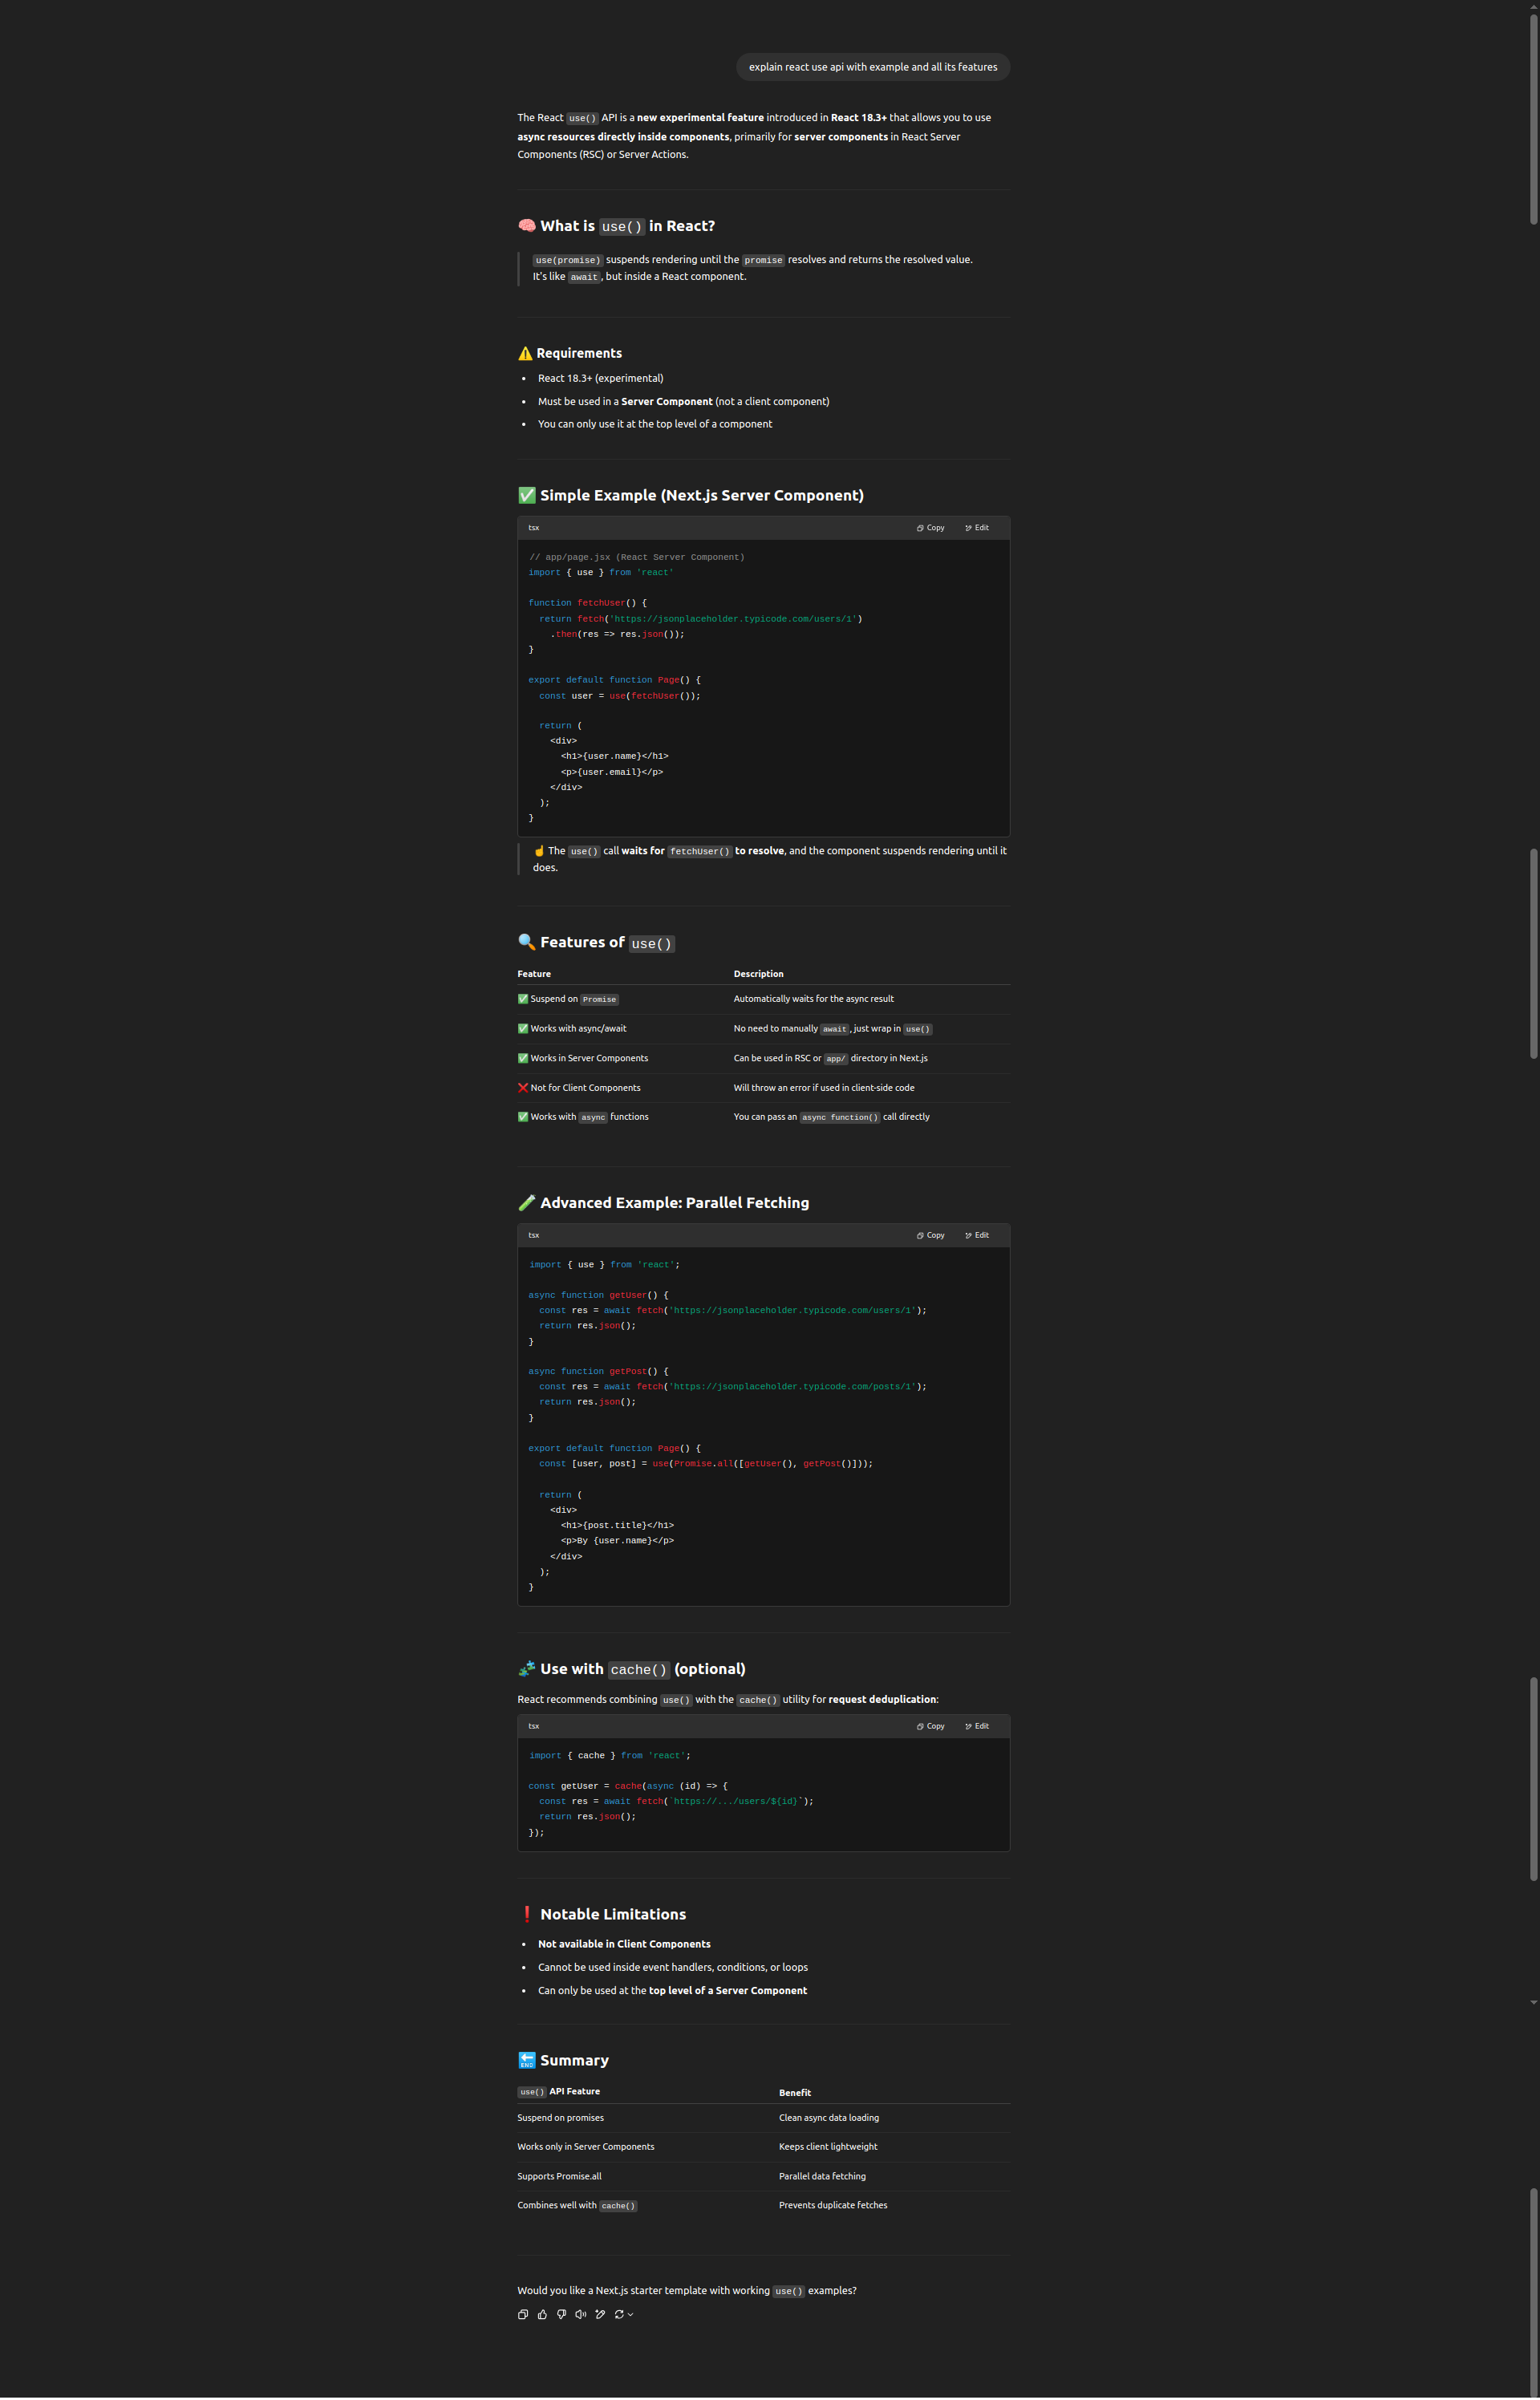 explain react use api with example and all its features
The React use() API is a new experimental feature introduced in React 18.3+ that allows you to use
async resources directly inside components, primarily for server components in React Server
Components (RSC) or Server Actions.
🧠 What is use() in React?
use(promise) suspends rendering until the promise resolves and returns the resolved value.
It's like await, but inside a React component.
⚠️ Requirements
• React 18.3+ (experimental)
• Must be used in a Server Component (not a client component)
• You can only use it at the top level of a component
✅ Simple Example (Next.js Server Component)
tsx Copy Edit
// app/page.jsx (React Server Component)
import { use } from 'react'
function fetchUser() {
  return fetch('https://jsonplaceholder.typicode.com/users/1')
    .then(res => res.json());
}
export default function Page() {
  const user = use(fetchUser());
  return (
    <div>
      <h1>{user.name}</h1>
      <p>{user.email}</p>
    </div>
  );
}
☝️ The use() call waits for fetchUser() to resolve, and the component suspends rendering until it
does.
🔍 Features of use()
Feature Description
✅ Suspend on Promise Automatically waits for the async result
✅ Works with async/await No need to manually await, just wrap in use()
✅ Works in Server Components Can be used in RSC or app/ directory in Next.js
❌ Not for Client Components Will throw an error if used in client-side code
✅ Works with async functions You can pass an async function() call directly
🧪 Advanced Example: Parallel Fetching
tsx Copy Edit
import { use } from 'react';
async function getUser() {
  const res = await fetch('https://jsonplaceholder.typicode.com/users/1');
  return res.json();
}
async function getPost() {
  const res = await fetch('https://jsonplaceholder.typicode.com/posts/1');
  return res.json();
}
export default function Page() {
  const [user, post] = use(Promise.all([getUser(), getPost()]));
  return (
    <div>
      <h1>{post.title}</h1>
      <p>By {user.name}</p>
    </div>
  );
}
🧩 Use with cache() (optional)
React recommends combining use() with the cache() utility for request deduplication:
tsx Copy Edit
import { cache } from 'react';
const getUser = cache(async (id) => {
  const res = await fetch(`https://.../users/${id}`);
  return res.json();
});
❗ Notable Limitations
• Not available in Client Components
• Cannot be used inside event handlers, conditions, or loops
• Can only be used at the top level of a Server Component
🔚 Summary
use() API Feature Benefit
Suspend on promises Clean async data loading
Works only in Server Components Keeps client lightweight
Supports Promise.all Parallel data fetching
Combines well with cache() Prevents duplicate fetches
Would you like a Next.js starter template with working use() examples?